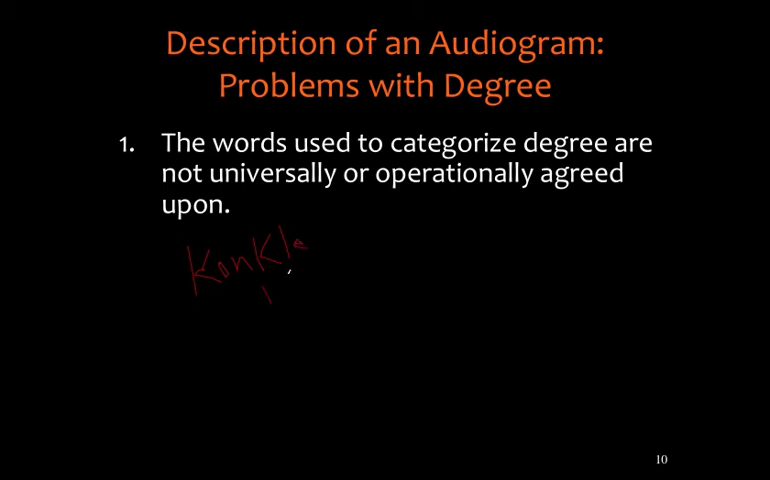 Description of an Audiogram:
Problems with Degree
1. The words used to categorize degree are
not universally or operationally agreed
upon.
Konkle
10